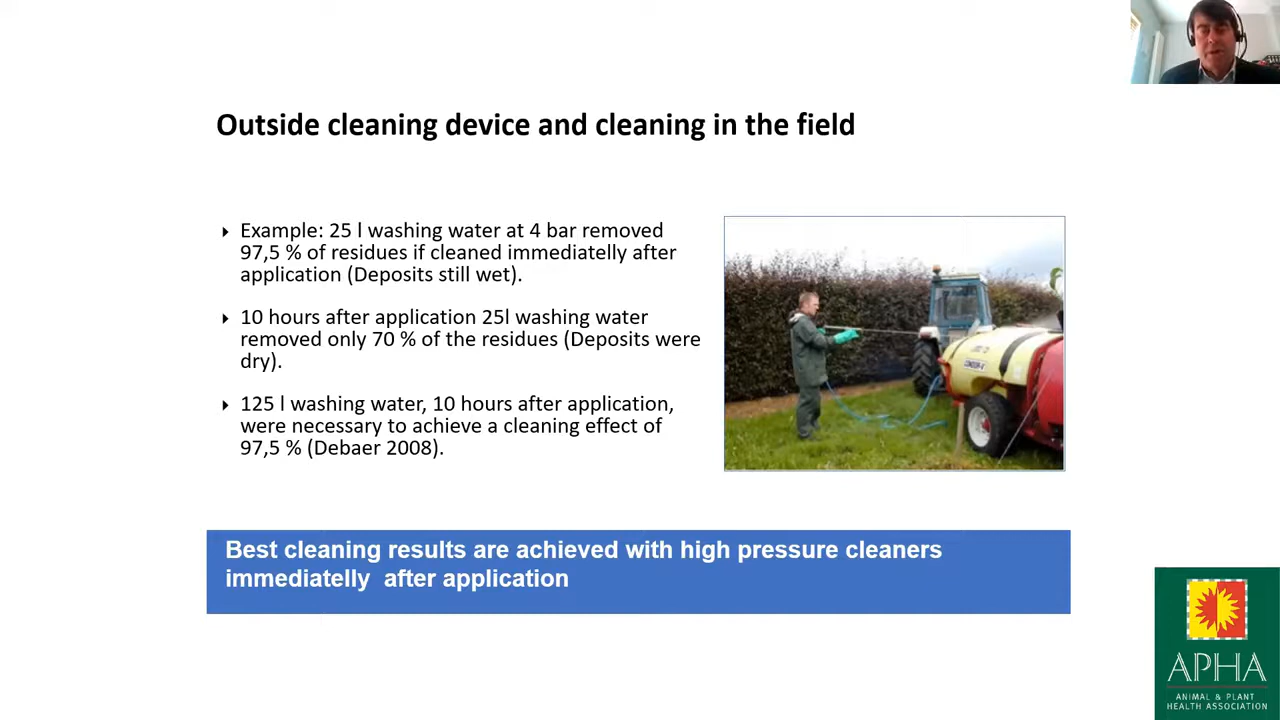 Outside cleaning device and cleaning in the field
Example: 25 l washing water at 4 bar removed
97,5 % of residues if cleaned immediatelly after
application (Deposits still wet).
10 hours after application 25l washing water
removed only 70 % of the residues (Deposits were
dry).
125 l washing water, 10 hours after application,
were necessary to achieve a cleaning effect of
97,5 % (Debaer 2008).
Best cleaning results are achieved with high pressure cleaners
immediatelly  after application
APHA
ANIMAL & PLANT
HEALTH ASSOCIATION